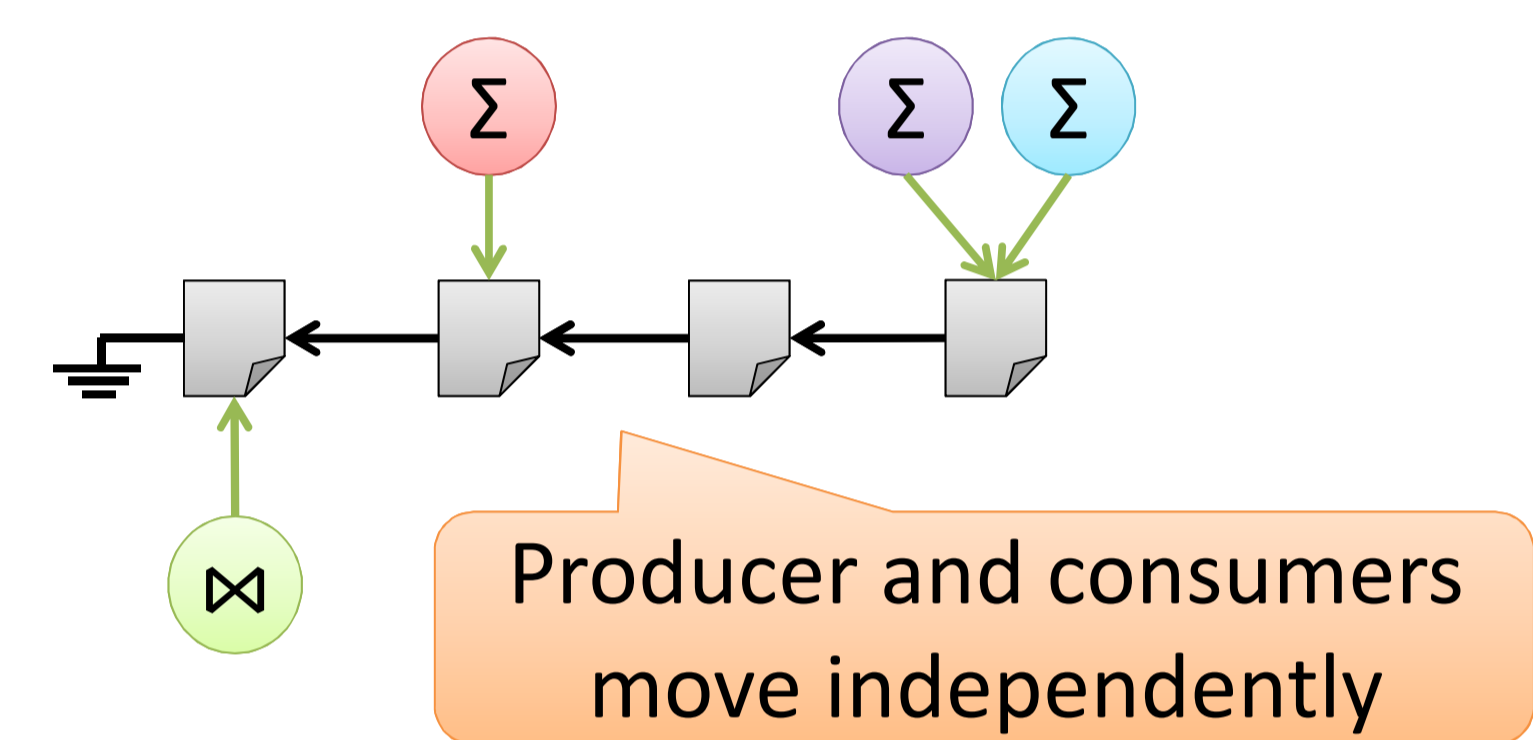 Σ
Σ Σ
⋈
Producer and consumers
move independently